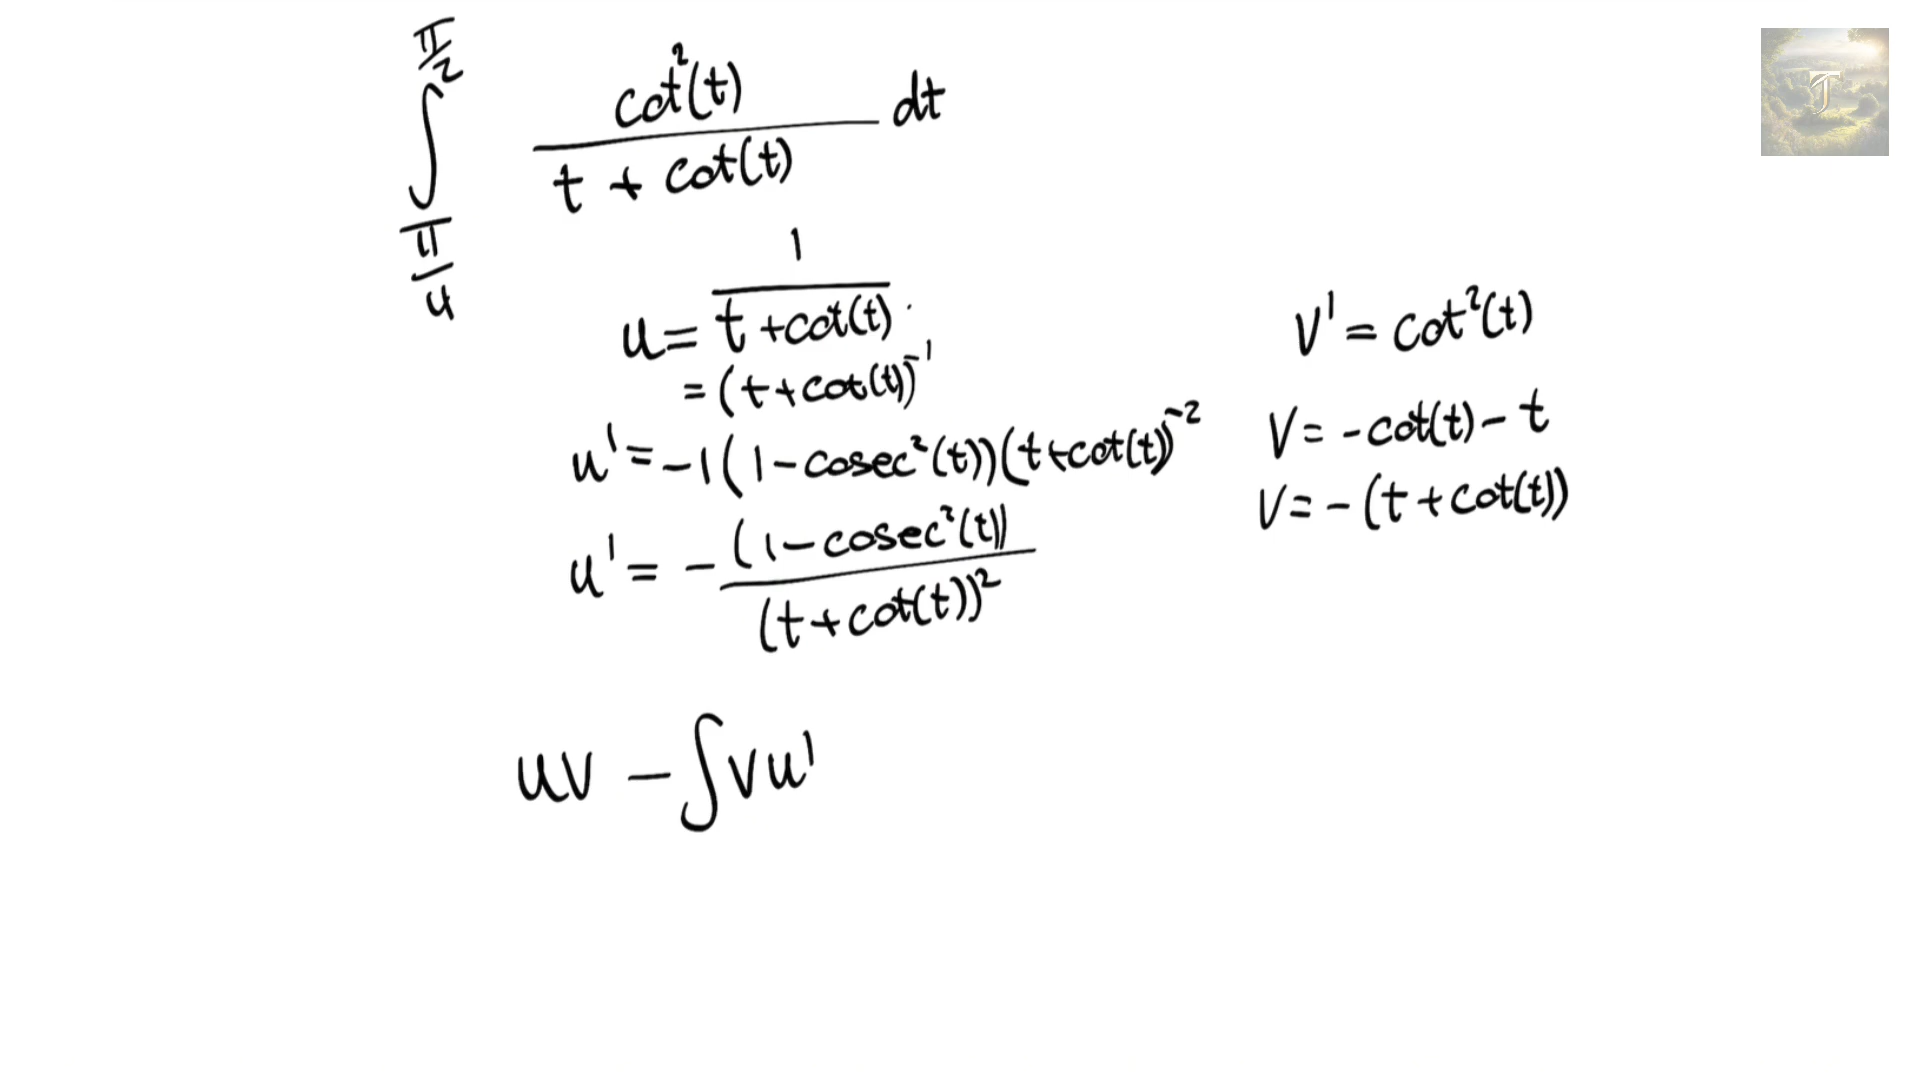 ∫_{π/4}^{π/2} cot²(t) / (t + cot(t)) dt
u = 1 / (t + cot(t))
= (t + cot(t))⁻¹
u' = -1(1 - cosec²(t))(t + cot(t))⁻²
u' = - (1 - cosec²(t)) / (t + cot(t))²
V' = cot²(t)
V = -cot(t) - t
V = -(t + cot(t))
uv - ∫vu'
T